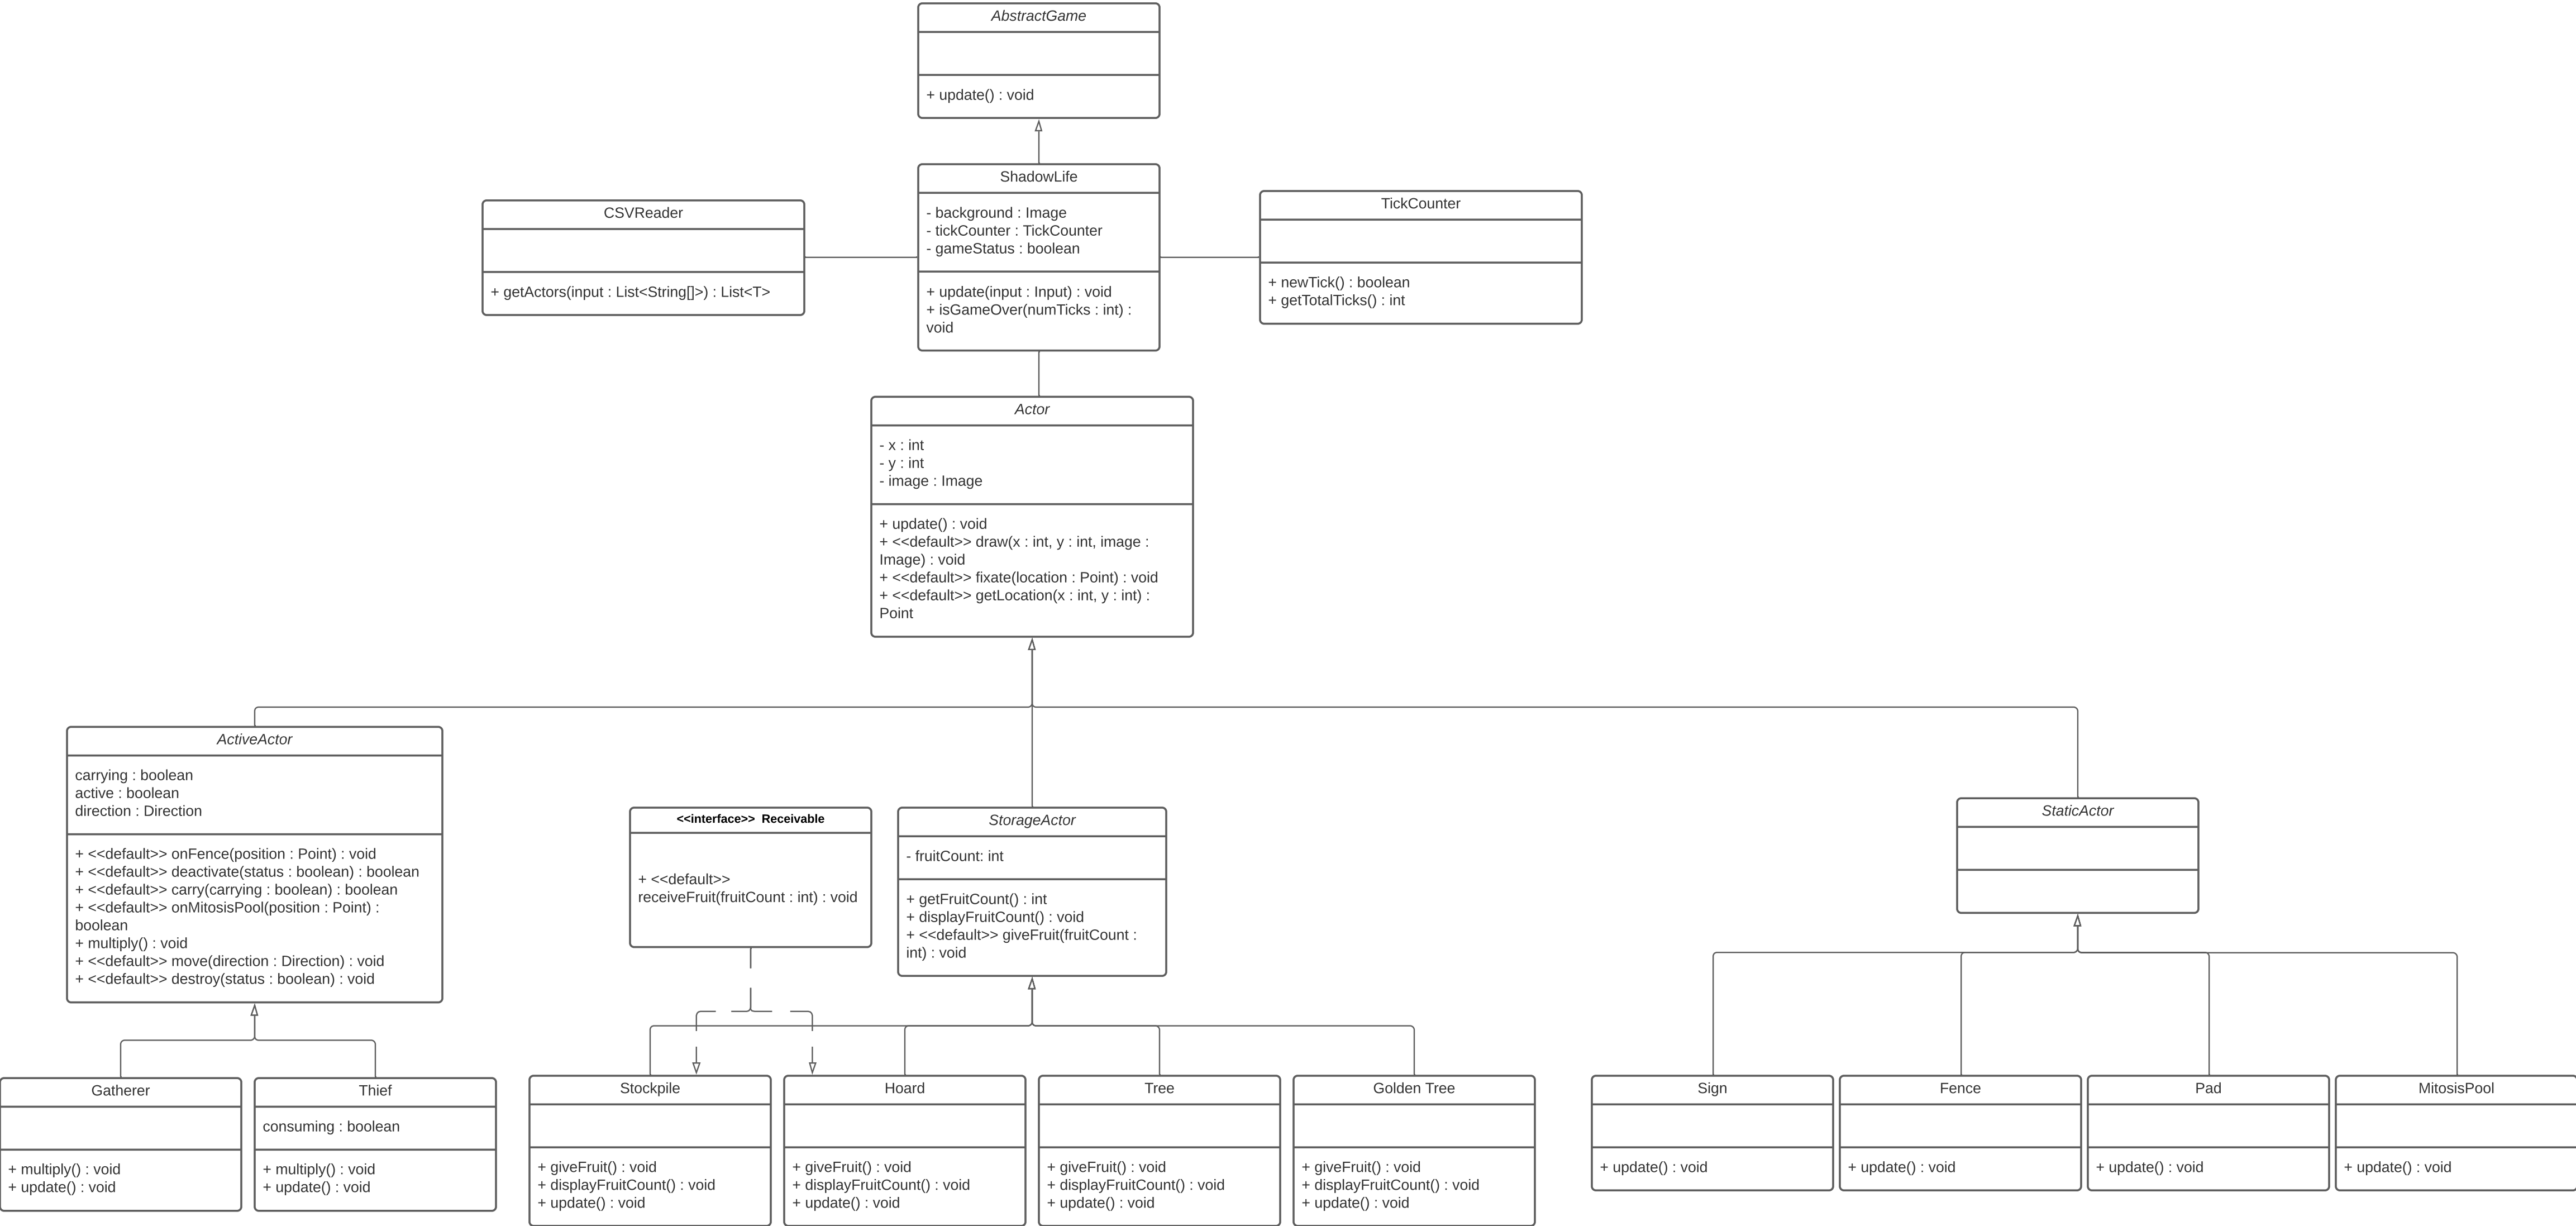 AbstractGame
+ update() : void
ShadowLife
- background : Image
- tickCounter : TickCounter
- gameStatus : boolean
+ update(input : Input) : void
+ isGameOver(numTicks : int) :
void
CSVReader
+ getActors(input : List<String[]>) : List<T>
TickCounter
+ newTick() : boolean
+ getTotalTicks() : int
Actor
- x : int
- y : int
- image : Image
+ update() : void
+ <<default>> draw(x : int, y : int, image :
Image) : void
+ <<default>> fixate(location : Point) : void
+ <<default>> getLocation(x : int, y : int) :
Point
ActiveActor
carrying : boolean
active : boolean
direction : Direction
+ <<default>> onFence(position : Point) : void
+ <<default>> deactivate(status : boolean) : boolean
+ <<default>> carry(carrying : boolean) : boolean
+ <<default>> onMitosisPool(position : Point) :
boolean
+ multiply() : void
+ <<default>> move(direction : Direction) : void
+ <<default>> destroy(status : boolean) : void
<<interface>> Receivable
+ <<default>>
receiveFruit(fruitCount : int) : void
StorageActor
- fruitCount: int
+ getFruitCount() : int
+ displayFruitCount() : void
+ <<default>> giveFruit(fruitCount :
int) : void
StaticActor
Gatherer
+ multiply() : void
+ update() : void
Thief
consuming : boolean
+ multiply() : void
+ update() : void
Stockpile
+ giveFruit() : void
+ displayFruitCount() : void
+ update() : void
Hoard
+ giveFruit() : void
+ displayFruitCount() : void
+ update() : void
Tree
+ giveFruit() : void
+ displayFruitCount() : void
+ update() : void
Golden Tree
+ giveFruit() : void
+ displayFruitCount() : void
+ update() : void
Sign
+ update() : void
Fence
+ update() : void
Pad
+ update() : void
MitosisPool
+ update() : void